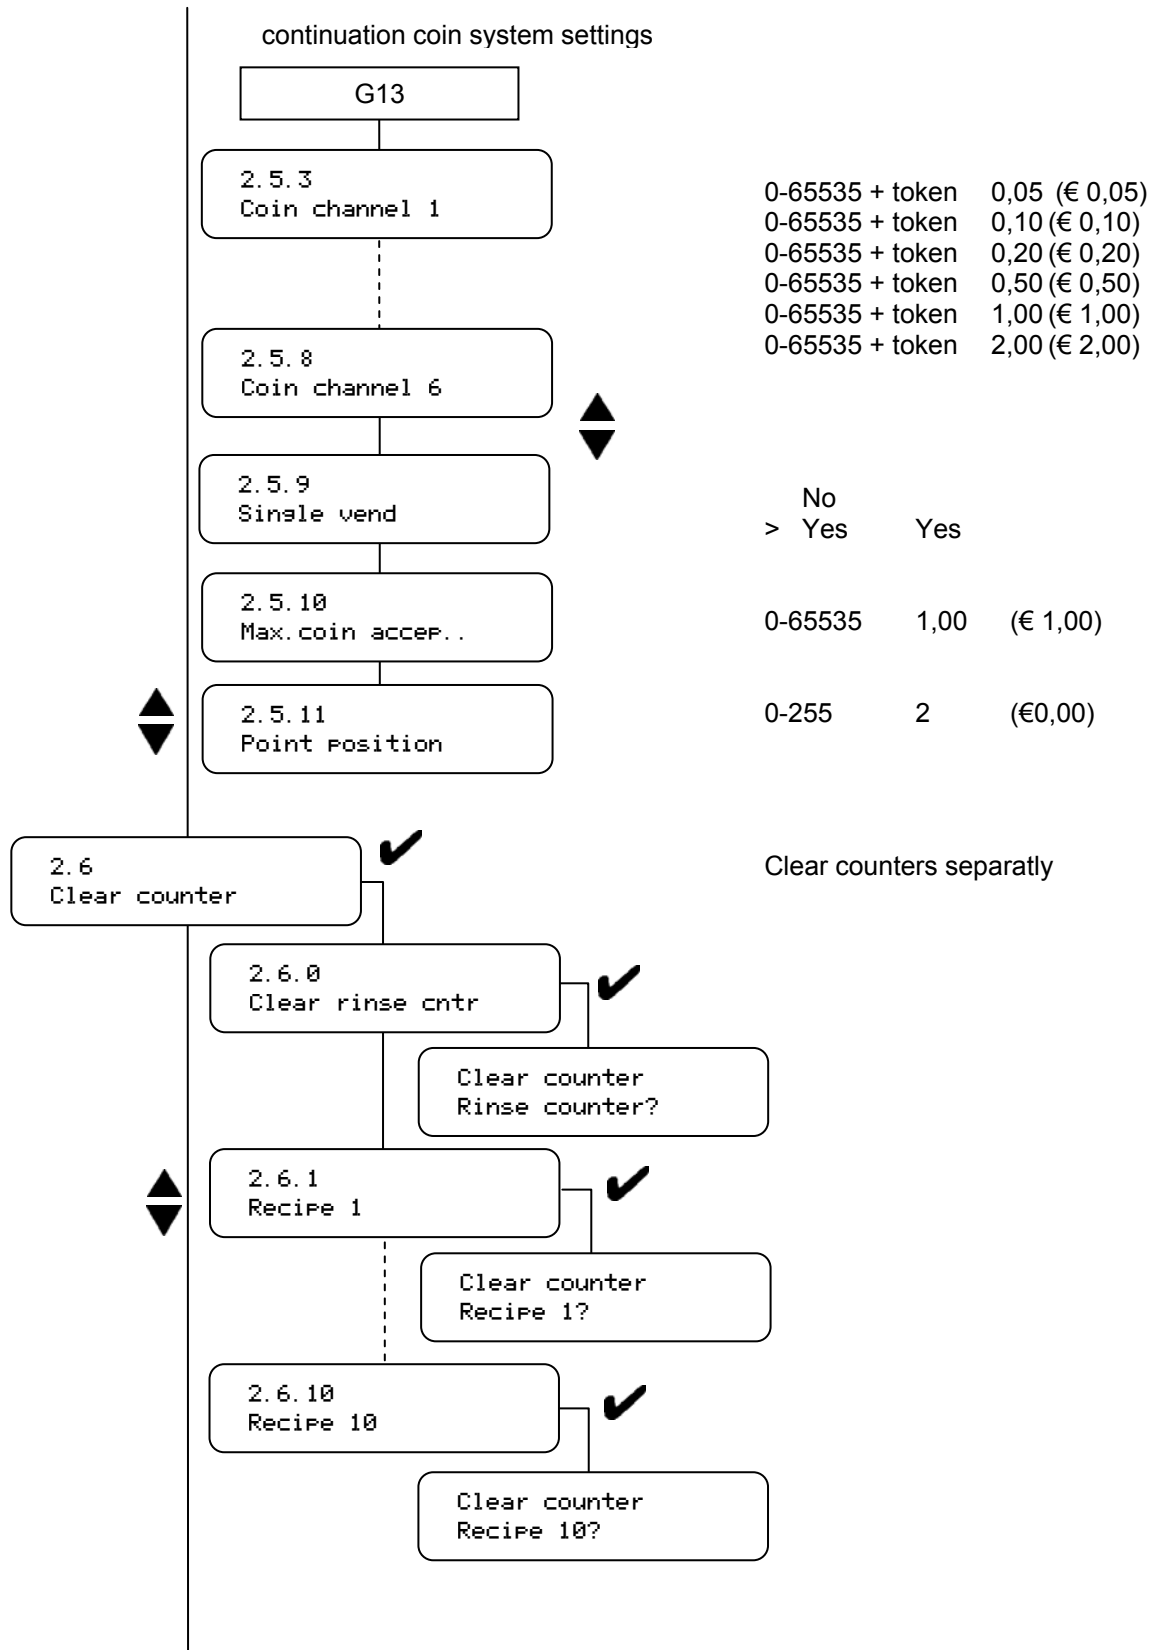 continuation coin system settings
G13
2.5.3
Coin channel 1
0-65535 + token 0,05 (€ 0,05)
0-65535 + token 0,10 (€ 0,10)
0-65535 + token 0,20 (€ 0,20)
0-65535 + token 0,50 (€ 0,50)
0-65535 + token 1,00 (€ 1,00)
0-65535 + token 2,00 (€ 2,00)
2.5.8
Coin channel 6
2.5.9
Single vend
No
> Yes Yes
2.5.10
Max.coin accep..
0-65535 1,00 (€ 1,00)
2.5.11
Point position
0-255 2 (€0,00)
2.6
Clear counter
Clear counters separatly
2.6.0
Clear rinse cntr
Clear counter
Rinse counter?
2.6.1
Recipe 1
Clear counter
Recipe 1?
2.6.10
Recipe 10
Clear counter
Recipe 10?